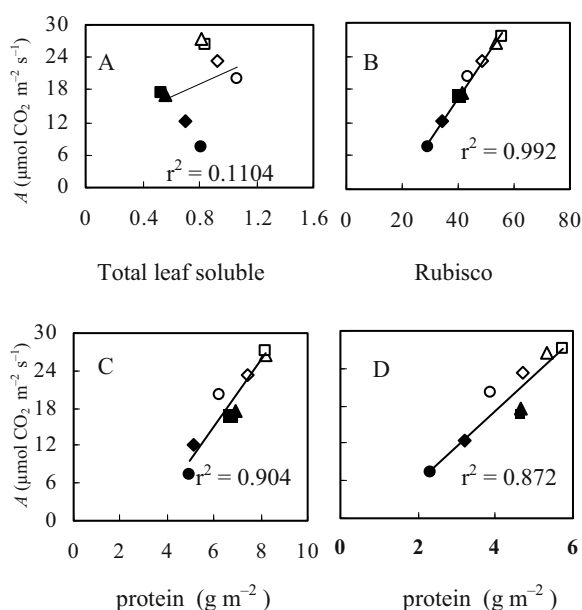 30
24
18
12
6
0
A (µmol CO₂ m⁻² s⁻¹)
A
r² = 0.1104
0 0.4 0.8 1.2 1.6
Total leaf soluble
B
r² = 0.992
0 20 40 60 80
Rubisco
30
24
18
12
6
0
A (µmol CO₂ m⁻² s⁻¹)
C
r² = 0.904
0 2 4 6 8 10
protein (g m⁻²)
D
r² = 0.872
0 2 4 6
protein (g m⁻²)